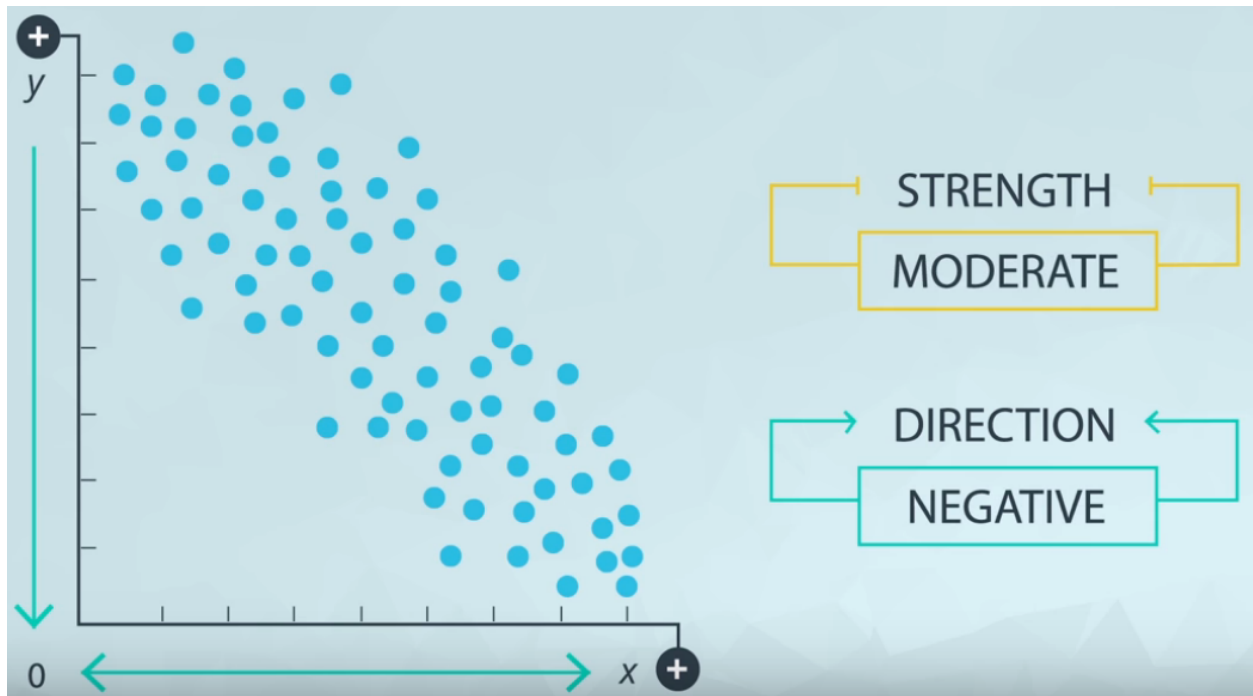 +
y
STRENGTH
MODERATE
DIRECTION
NEGATIVE
0
x
+